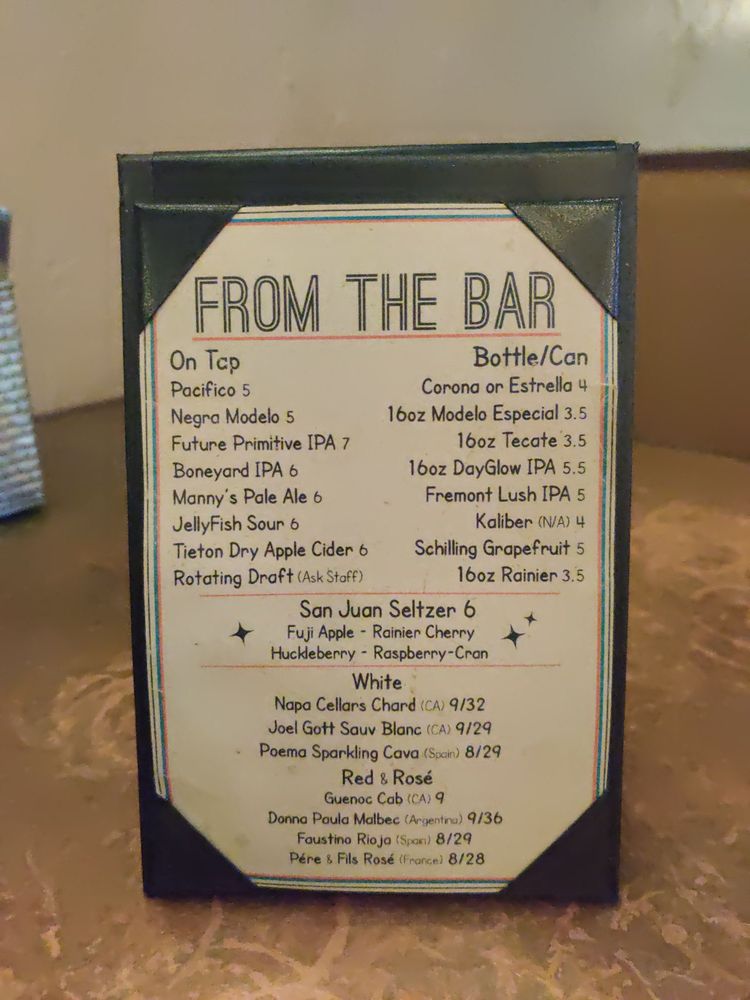 FROM THE BAR
On Tap
Pacifico 5
Negra Modelo 5
Future Primitive IPA 7
Boneyard IPA 6
Manny's Pale Ale 6
JellyFish Sour 6
Tieton Dry Apple Cider 6
Rotating Draft (Ask Staff)
Bottle/Can
Corona or Estrella 4
16oz Modelo Especial 3.5
16oz Tecate 3.5
16oz DayGlow IPA 5.5
Fremont Lush IPA 5
Kaliber (N/A) 4
Schilling Grapefruit 5
16oz Rainier 3.5
San Juan Seltzer 6
Fuji Apple - Rainier Cherry
Huckleberry - Raspberry-Cran
White
Napa Cellars Chard (CA) 9/32
Joel Gott Sauv Blanc (CA) 9/29
Poema Sparkling Cava (Spain) 8/29
Red & Rosé
Guenoc Cab (CA) 9
Donna Paula Malbec (Argentina) 9/36
Faustino Rioja (Spain) 8/29
Pére & Fils Rosé (France) 8/28